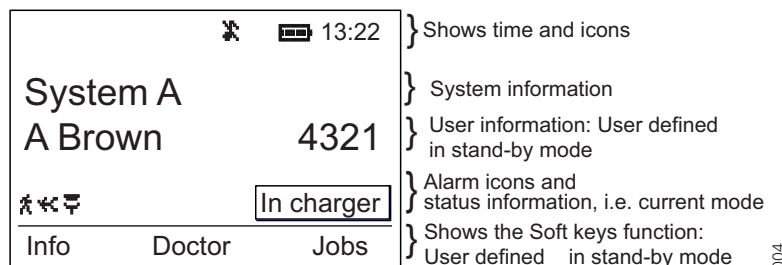 13:22
Shows time and icons
System A
System information
A Brown 4321
User information: User defined
in stand-by mode
In charger
Alarm icons and
status information, i.e. current mode
Info Doctor Jobs
Shows the Soft keys function:
User defined in stand-by mode
004